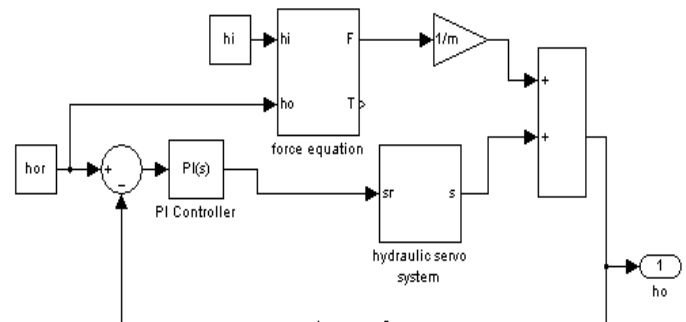 hi
hi
F
1/m
ho
T
force equation
+
+
hor
+
−
PI(s)
PI Controller
sr
s
hydraulic servo
system
1
ho